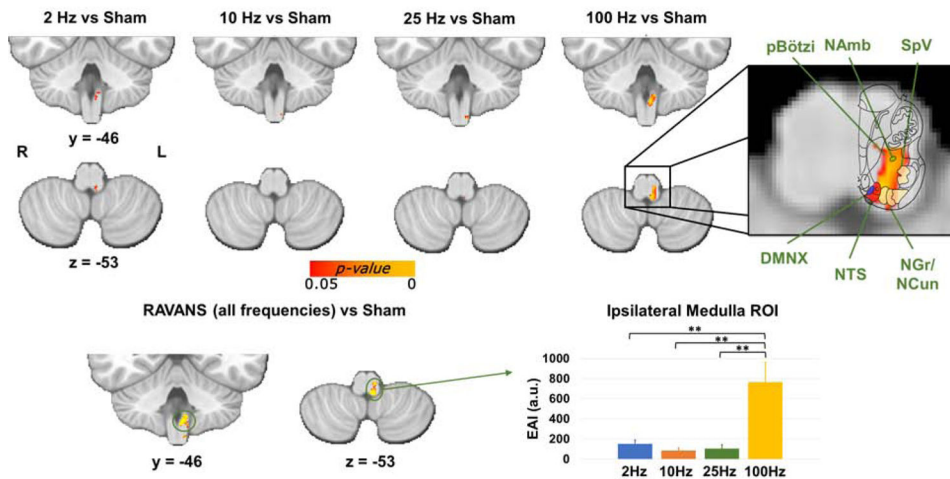 2 Hz vs Sham
10 Hz vs Sham
25 Hz vs Sham
100 Hz vs Sham
pBötzi
NAmb
SpV
y = -46
R
L
z = -53
p-value
0.05
0
DMNX
NTS
NGr/
NCun
RAVANS (all frequencies) vs Sham
y = -46
z = -53
Ipsilateral Medulla ROI
**
**
**
EAI (a.u.)
1000
800
600
400
200
0
2Hz
10Hz
25Hz
100Hz